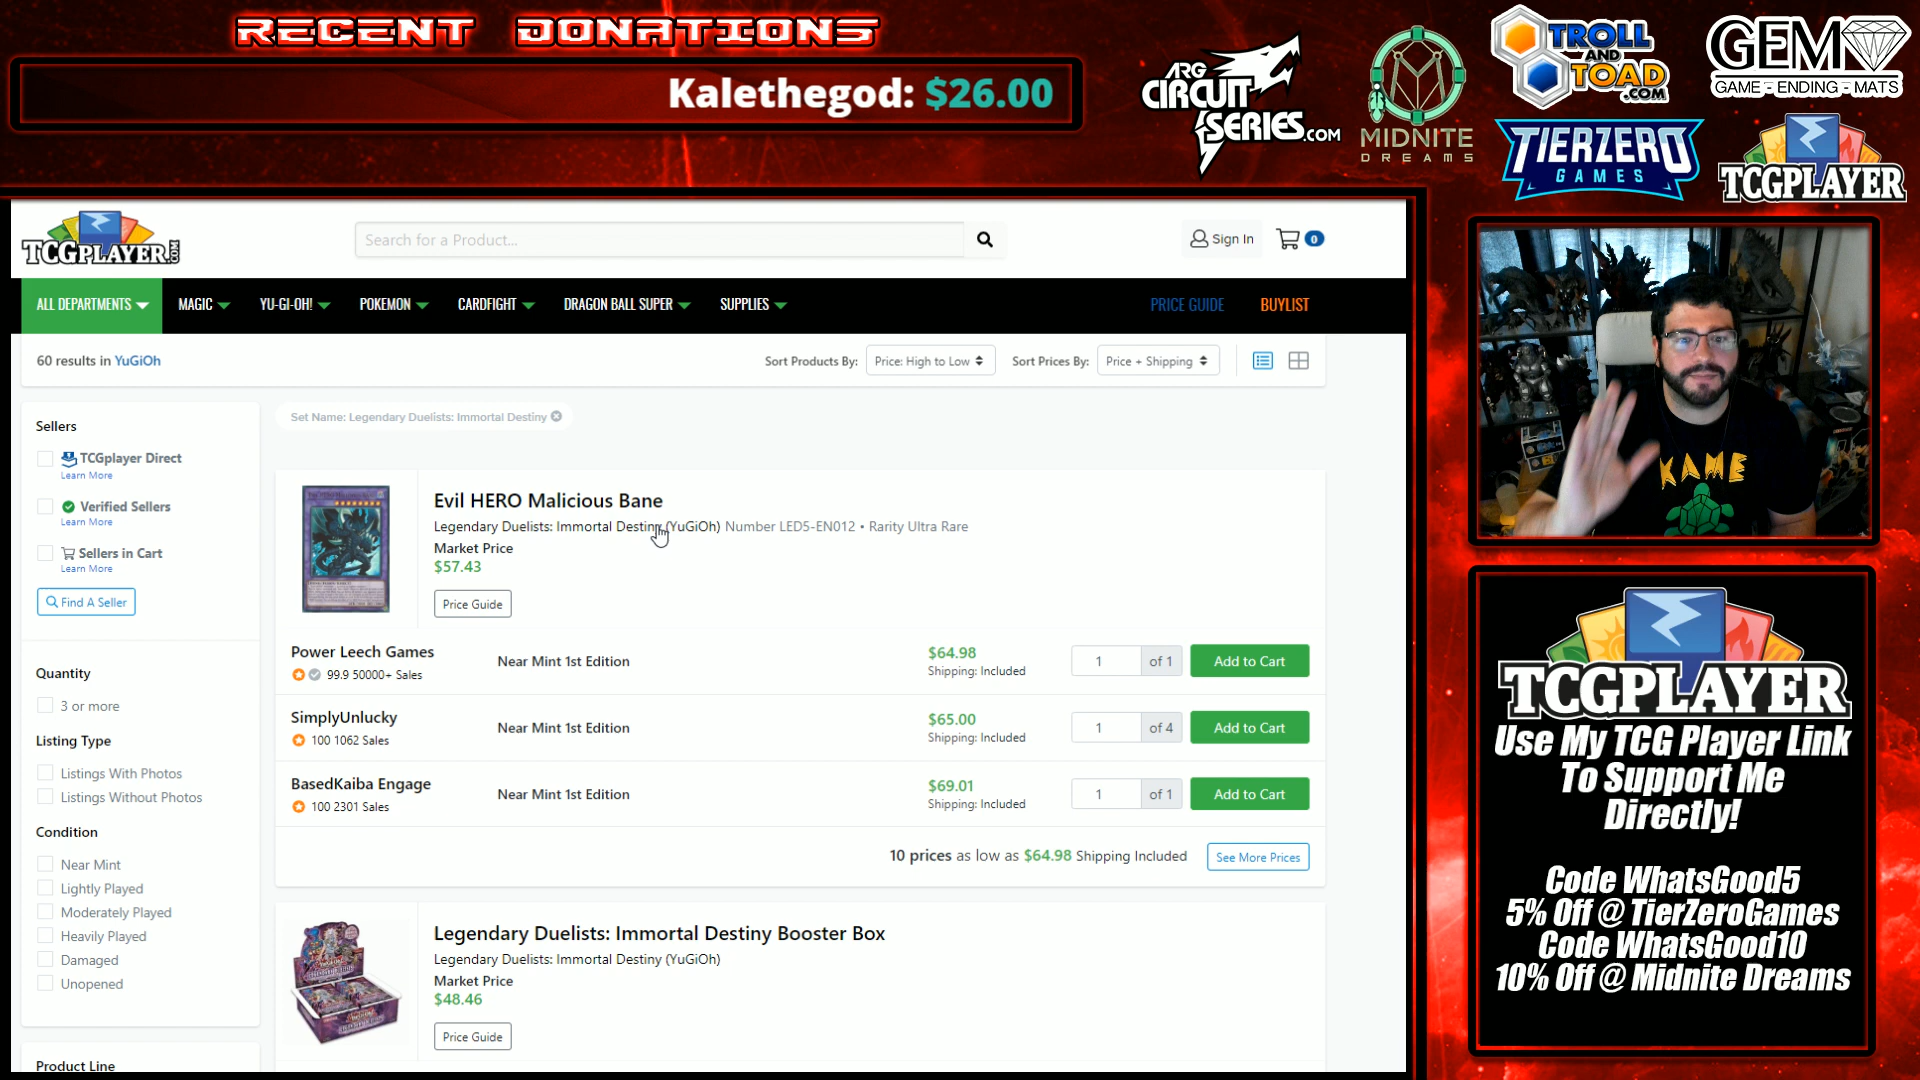 RECENT DONATIONS
Kalethegod: $26.00
ARG
CIRCUIT
SERIES.COM
MIDNITE
DREAMS
TROLL
AND
TOAD
.COM
GEM
GAME - ENDING - MATS
TIERZERO
GAMES
TCGPLAYER
TCGPLAYER.COM
Search for a Product...
Sign In
0
ALL DEPARTMENTS
MAGIC
YU-GI-OH!
POKEMON
CARDFIGHT
DRAGON BALL SUPER
SUPPLIES
PRICE GUIDE
BUYLIST
60 results in YuGiOh
Sort Products By:
Price: High to Low
Sort Prices By:
Price + Shipping
Sellers
TCGplayer Direct
Learn More
Verified Sellers
Learn More
Sellers in Cart
Learn More
Find A Seller
Quantity
3 or more
Listing Type
Listings With Photos
Listings Without Photos
Condition
Near Mint
Lightly Played
Moderately Played
Heavily Played
Damaged
Unopened
Product Line
Set Name: Legendary Duelists: Immortal Destiny
Evil HERO Malicious Bane
Legendary Duelists: Immortal Destiny (YuGiOh) Number LED5-EN012 • Rarity Ultra Rare
Market Price
$57.43
Price Guide
Power Leech Games
99.9 50000+ Sales
Near Mint 1st Edition
$64.98
Shipping: Included
1 of 1
Add to Cart
SimplyUnlucky
100 1062 Sales
Near Mint 1st Edition
$65.00
Shipping: Included
1 of 4
Add to Cart
BasedKaiba Engage
100 2301 Sales
Near Mint 1st Edition
$69.01
Shipping: Included
1 of 1
Add to Cart
10 prices as low as $64.98 Shipping Included
See More Prices
Legendary Duelists: Immortal Destiny Booster Box
Legendary Duelists: Immortal Destiny (YuGiOh)
Market Price
$48.46
Price Guide
KAME
TCGPLAYER
Use My TCG Player Link
To Support Me
Directly!
Code WhatsGood5
5% Off @ TierZeroGames
Code WhatsGood10
10% Off @ Midnite Dreams